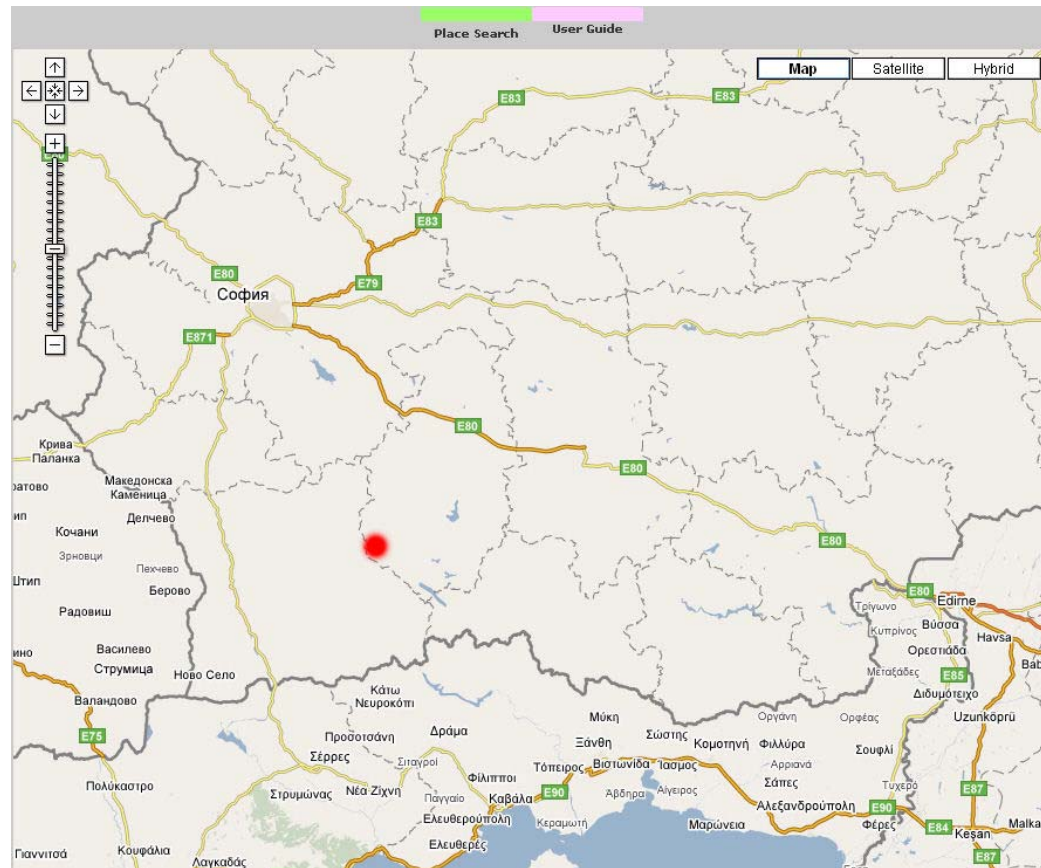 Place Search
User Guide
Map
Satellite
Hybrid
E83
E83
E83
E80
E79
София
E871
E80
Крива
Паланка
E80
Македонска
Каменица
Делчево
Кочани
Зрновци
E80
Пехчево
Штип
Берово
E80
Edirne
Τρίγωνο
Радовиш
Κυπρίνος
Βύσσα
Havsa
Ορεστιάδα
Василево
Струмица
Ново Село
Μεταξάδες
E85
Διδυμότειχο
Валандово
Κάτω
Νευροκόπι
Uzunköprü
E75
Προσοτσάνη
Δράμα
Μύκη
Σώστης
Οργάνη
Ορφέας
Ξάνθη
Κομοτηνή
Φιλλύρα
Σουφλί
Σέρρες
Σιταγροί
Τόπειρος
Βιστωνίδα
Ίασμος
Αρριανά
Πολύκαστρο
Φίλιπποι
Σάπες
Τυχερό
E87
Στρυμώνας
Νέα Ζίχνη
Παγγαίο
Καβάλα
E90
Άβδηρα
Αίγειρος
Αλεξανδρούπολη
E90
Ελευθερούπολη
Κεραμωτή
Μαρώνεια
Φέρες
E84
Keşan
Malka
Ελευθερές
Γιαννιτσά
Κουφάλια
Λαγκαδάς
E87